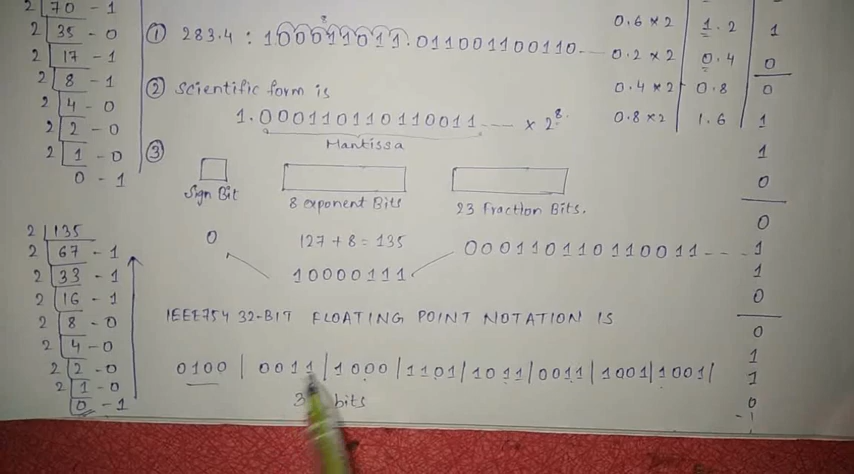 2 70 - 1
2 35 - 0
2 17 - 1
2 8 - 1
2 4 - 0
2 2 - 0
2 1 - 0
0 - 1
① 283.4 : 100011011.011001100110....
8
② Scientific form is
1.000110110110011 ---- × 2^8.
Mantissa
③
Sign Bit
8 exponent Bits
23 Fraction Bits.
0
127 + 8 = 135
00011011011 0011 ----
10000111
IEEE754 32-BIT FLOATING POINT NOTATION IS
0100 | 0011 | 1000 | 1101 | 1011 | 0011 | 1001 | 1001 |
bits
2 135
2 67 - 1
2 33 - 1
2 16 - 1
2 8 - 0
2 4 - 0
2 2 - 0
2 1 - 0
0 - 1
0.6 × 2 1.2 1
0.2 × 2 0.4 0
0.4 × 2 0.8 0
0.8 × 2 1.6 1
1
0
0
1
1
0
0
1
1
0